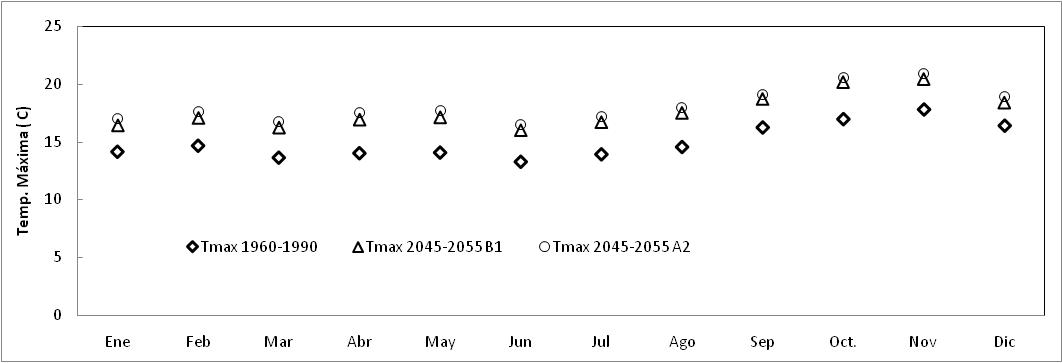 25
20
15
10
5
0
Temp. Máxima ( C)
Tmax 1960-1990 Tmax 2045-2055 B1 Tmax 2045-2055 A2
Ene Feb Mar Abr May Jun Jul Ago Sep Oct. Nov Dic